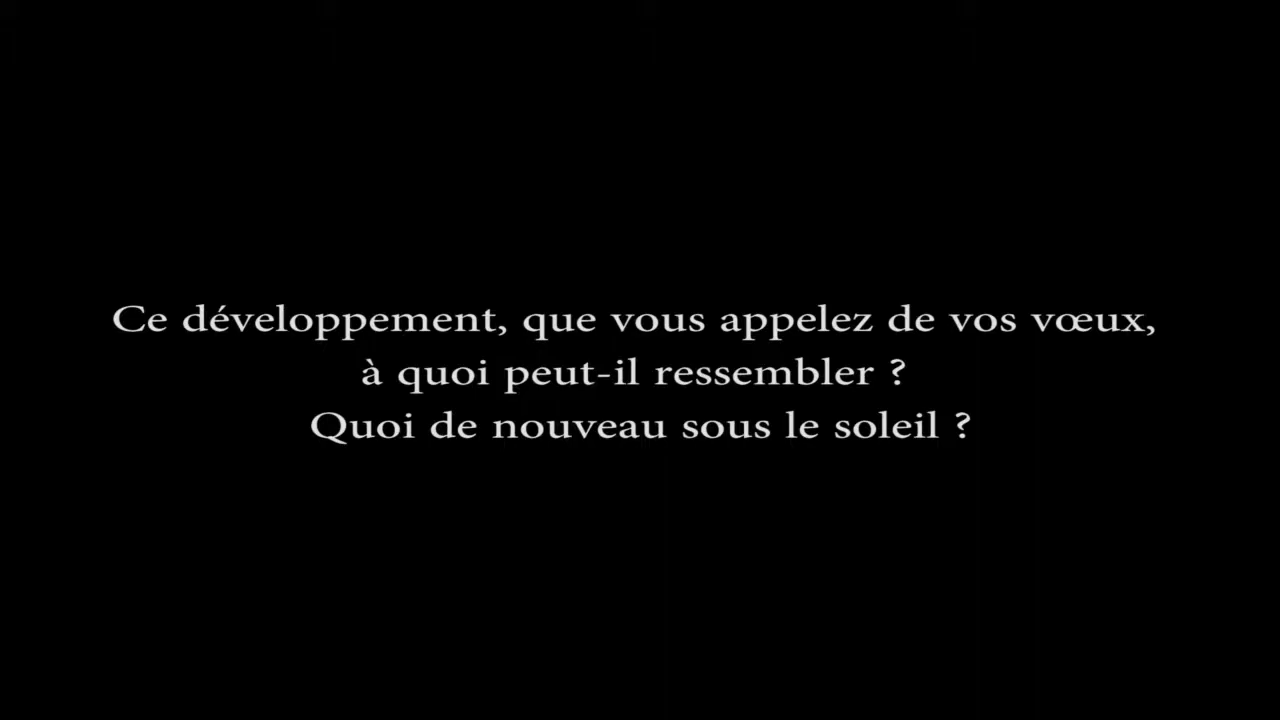 Ce développement, que vous appelez de vos vœux,
à quoi peut-il ressembler ?
Quoi de nouveau sous le soleil ?